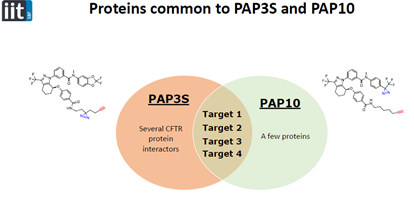 iit
Proteins common to PAP3S and PAP10
PAP3S
PAP10
Target 1
Target 2
Target 3
Target 4
Several CFTR
protein
interactors
A few proteins